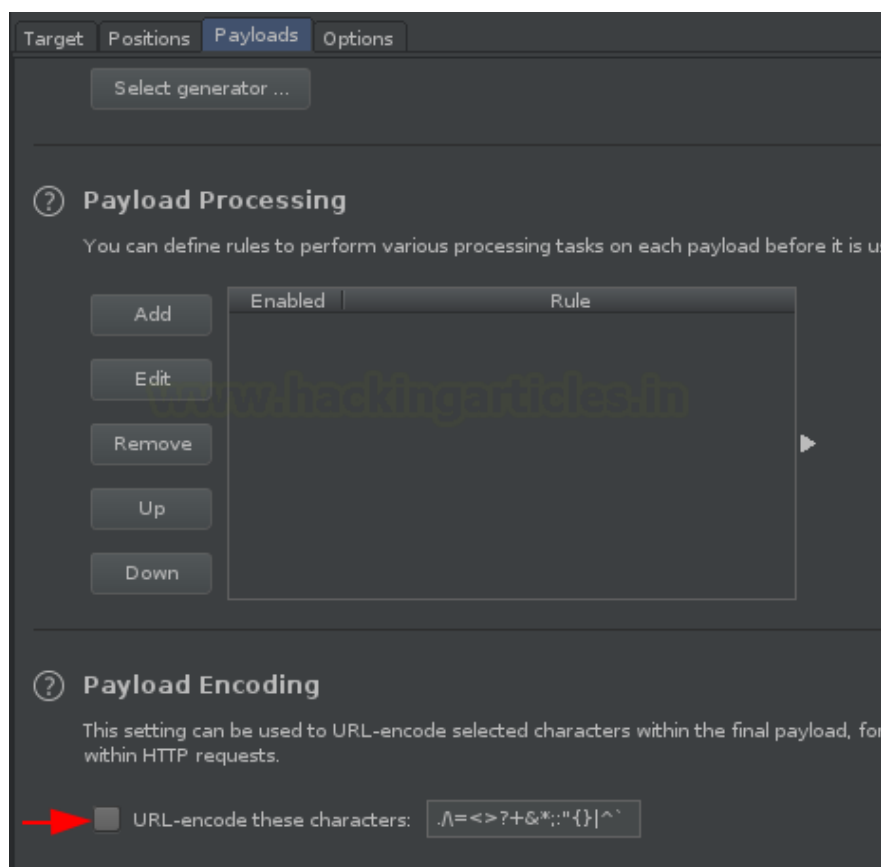 Target Positions Payloads Options
Select generator ...
Payload Processing
You can define rules to perform various processing tasks on each payload before it is
Enabled Rule
Add
Edit
www.hackingarticles.in
Remove
Up
Down
Payload Encoding
This setting can be used to URL-encode selected characters within the final payload, for
within HTTP requests.
URL-encode these characters: ./\=<>?+&*;:"{}|^`